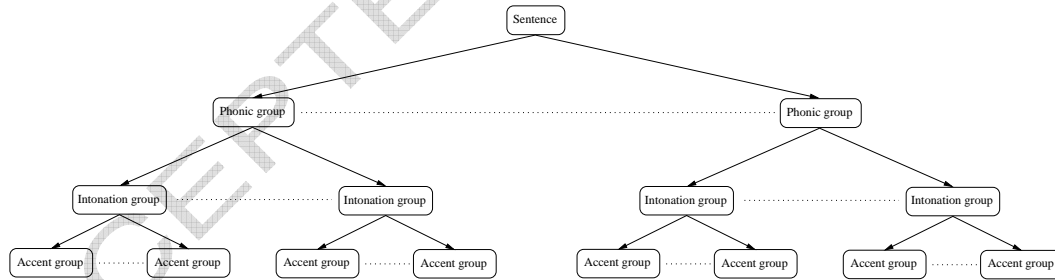 Sentence
Phonic group Phonic group
Intonation group Intonation group Intonation group Intonation group
Accent group Accent group Accent group Accent group Accent group Accent group Accent group Accent group